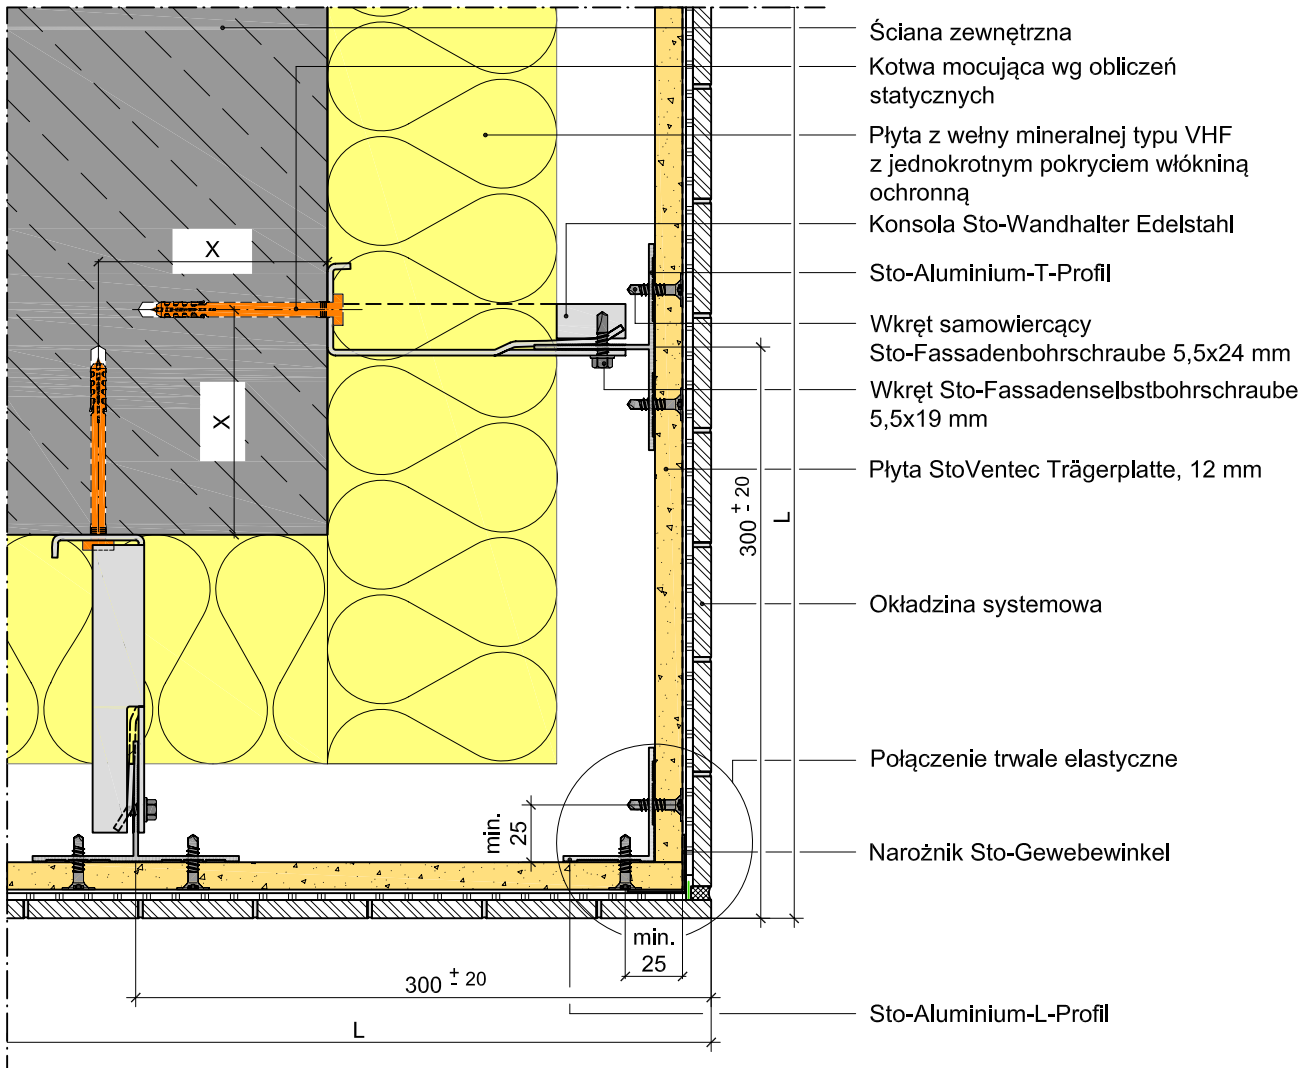 Ściana zewnętrzna
Kotwa mocująca wg obliczeń
statycznych
Płyta z wełny mineralnej typu VHF
z jednokrotnym pokryciem włókniną
ochronną
Konsola Sto-Wandhalter Edelstahl
Sto-Aluminium-T-Profil
Wkręt samowiercący
Sto-Fassadenbohrschraube 5,5x24 mm
Wkręt Sto-Fassadenselbstbohrschraube
5,5x19 mm
Płyta StoVentec Trägerplatte, 12 mm
Okładzina systemowa
Połączenie trwale elastyczne
Narożnik Sto-Gewebewinkel
Sto-Aluminium-L-Profil
X
X
300 +- 20
L
min.
25
min.
25
300 +- 20
L